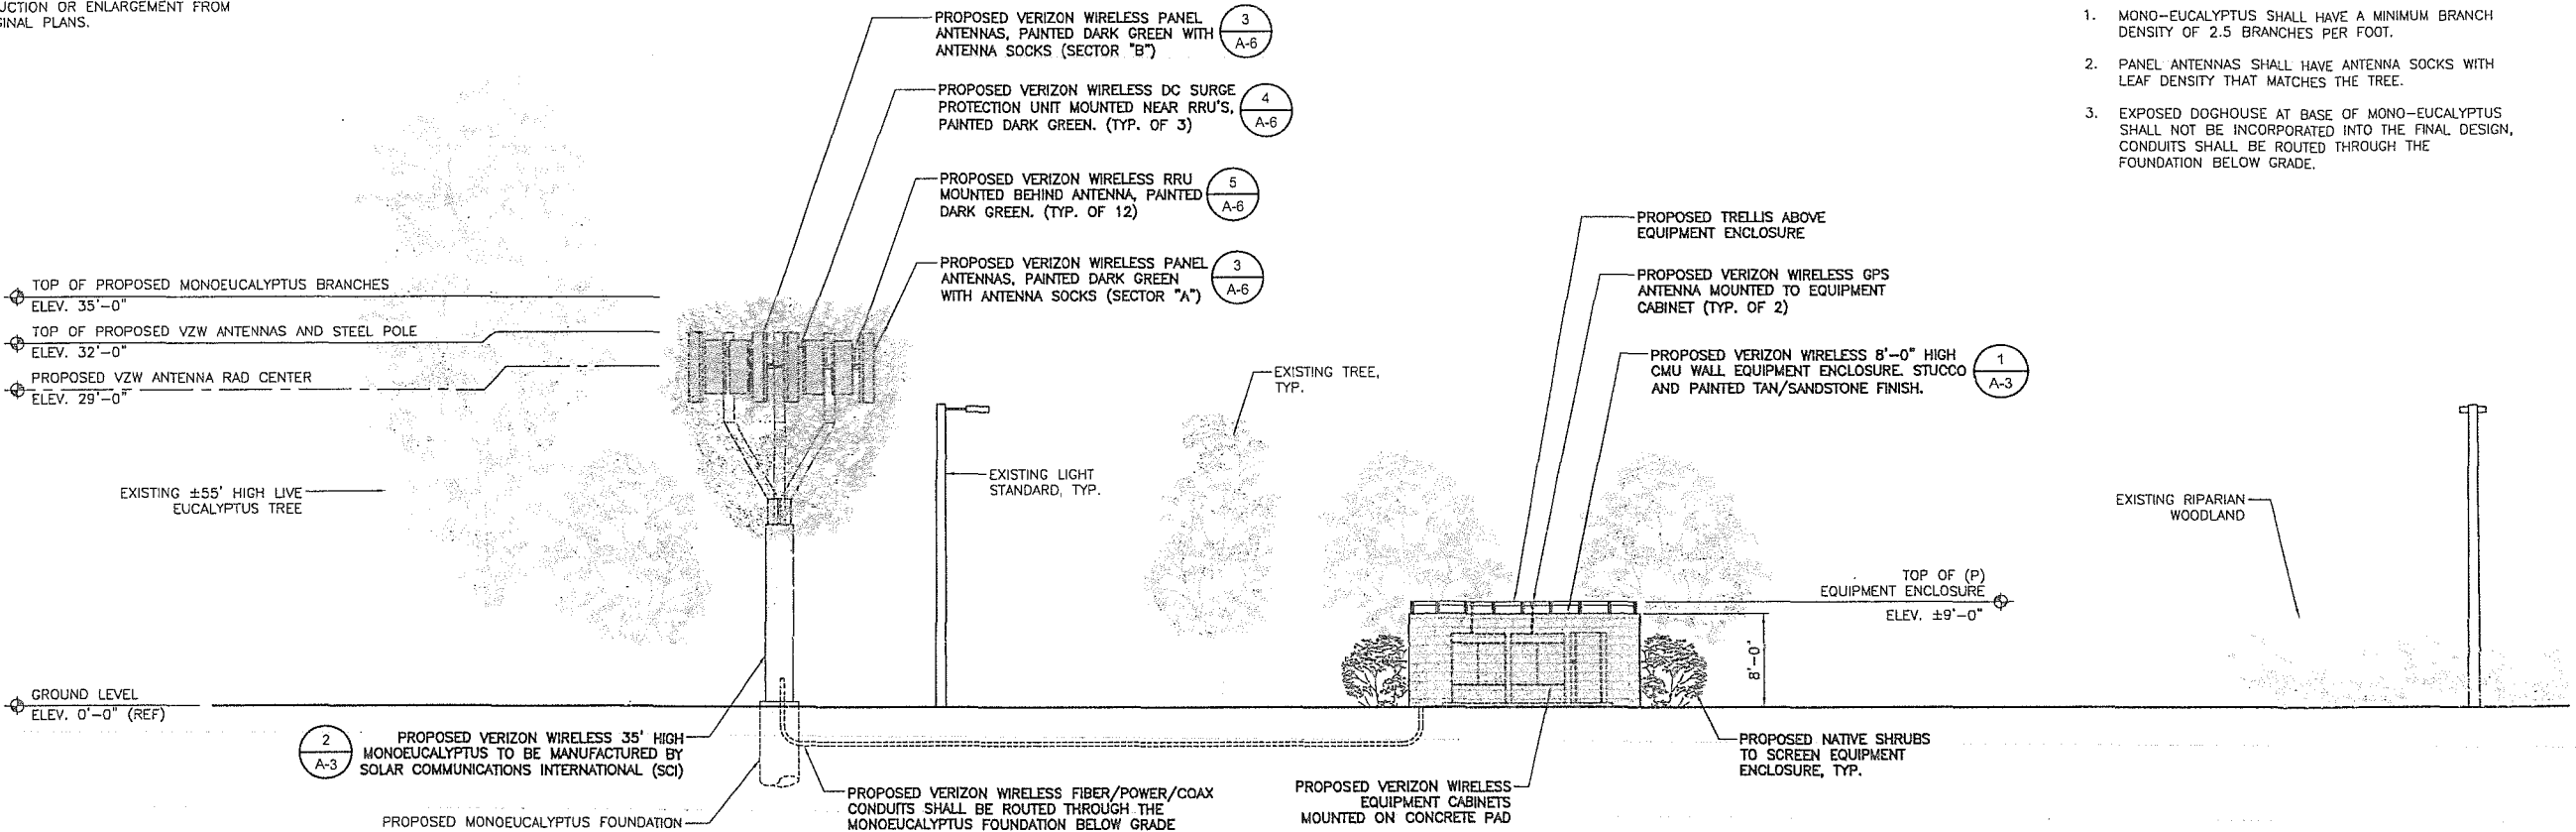 UCTION OR ENLARGEMENT FROM
GINAL PLANS.
PROPOSED VERIZON WIRELESS PANEL
ANTENNAS, PAINTED DARK GREEN WITH
ANTENNA SOCKS (SECTOR "B")
3
A-6
PROPOSED VERIZON WIRELESS DC SURGE
PROTECTION UNIT MOUNTED NEAR RRU'S,
PAINTED DARK GREEN. (TYP. OF 3)
4
A-6
PROPOSED VERIZON WIRELESS RRU
MOUNTED BEHIND ANTENNA, PAINTED
DARK GREEN. (TYP. OF 12)
5
A-6
PROPOSED VERIZON WIRELESS PANEL
ANTENNAS, PAINTED DARK GREEN
WITH ANTENNA SOCKS (SECTOR "A")
3
A-6
1. MONO-EUCALYPTUS SHALL HAVE A MINIMUM BRANCH
DENSITY OF 2.5 BRANCHES PER FOOT.
2. PANEL ANTENNAS SHALL HAVE ANTENNA SOCKS WITH
LEAF DENSITY THAT MATCHES THE TREE.
3. EXPOSED DOGHOUSE AT BASE OF MONO-EUCALYPTUS
SHALL NOT BE INCORPORATED INTO THE FINAL DESIGN,
CONDUITS SHALL BE ROUTED THROUGH THE
FOUNDATION BELOW GRADE.
PROPOSED TRELLIS ABOVE
EQUIPMENT ENCLOSURE
PROPOSED VERIZON WIRELESS GPS
ANTENNA MOUNTED TO EQUIPMENT
CABINET (TYP. OF 2)
PROPOSED VERIZON WIRELESS 8'-0" HIGH
CMU WALL EQUIPMENT ENCLOSURE. STUCCO
AND PAINTED TAN/SANDSTONE FINISH.
1
A-3
TOP OF PROPOSED MONOEUCALYPTUS BRANCHES
ELEV. 35'-0"
TOP OF PROPOSED VZW ANTENNAS AND STEEL POLE
ELEV. 32'-0"
PROPOSED VZW ANTENNA RAD CENTER
ELEV. 29'-0"
EXISTING TREE,
TYP.
EXISTING LIGHT
STANDARD, TYP.
EXISTING ±55' HIGH LIVE
EUCALYPTUS TREE
EXISTING RIPARIAN
WOODLAND
TOP OF (P)
EQUIPMENT ENCLOSURE
ELEV. ±9'-0"
8'-0"
GROUND LEVEL
ELEV. 0'-0" (REF)
2
A-3
PROPOSED VERIZON WIRELESS 35' HIGH
MONOEUCALYPTUS TO BE MANUFACTURED BY
SOLAR COMMUNICATIONS INTERNATIONAL (SCI)
PROPOSED MONOEUCALYPTUS FOUNDATION
PROPOSED VERIZON WIRELESS FIBER/POWER/COAX
CONDUITS SHALL BE ROUTED THROUGH THE
MONOEUCALYPTUS FOUNDATION BELOW GRADE
PROPOSED VERIZON WIRELESS
EQUIPMENT CABINETS
MOUNTED ON CONCRETE PAD
PROPOSED NATIVE SHRUBS
TO SCREEN EQUIPMENT
ENCLOSURE, TYP.